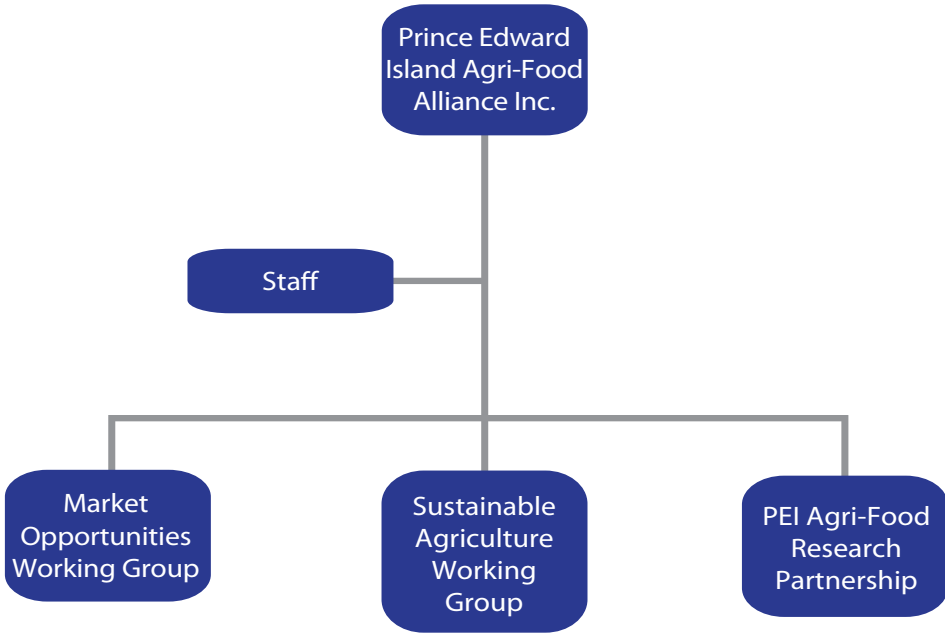 Prince Edward
Island Agri-Food
Alliance Inc.
Staff
Market
Opportunities
Working Group
Sustainable
Agriculture
Working
Group
PEI Agri-Food
Research
Partnership